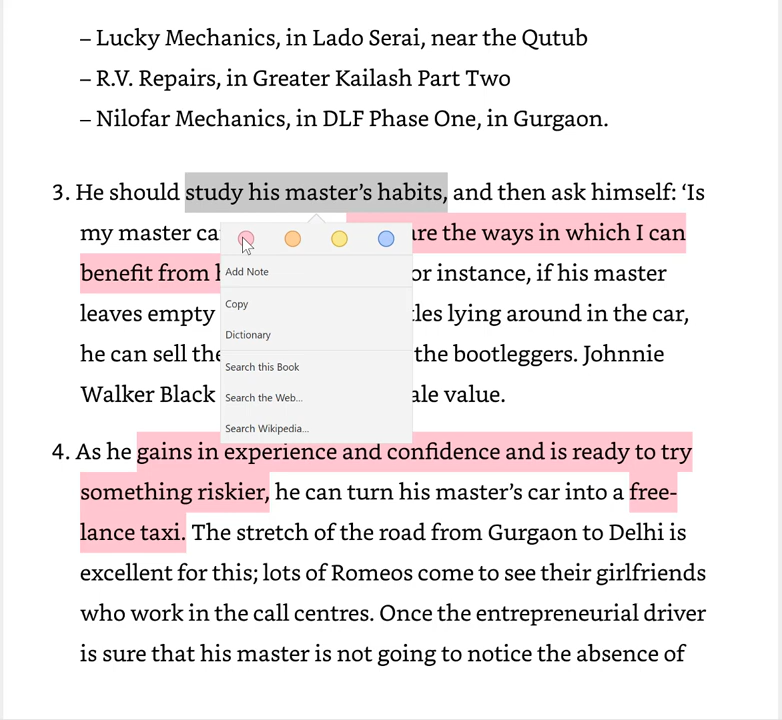 – Lucky Mechanics, in Lado Serai, near the Qutub
– R.V. Repairs, in Greater Kailash Part Two
– Nilofar Mechanics, in DLF Phase One, in Gurgaon.
3. He should study his master’s habits, and then ask himself: ‘Is
my master ca are the ways in which I can
benefit from or instance, if his master
Add Note
leaves empty les lying around in the car,
Copy
he can sell the the bootleggers. Johnnie
Dictionary
Walker Black ale value.
Search this Book
Search the Web...
Search Wikipedia...
4. As he gains in experience and confidence and is ready to try
something riskier, he can turn his master’s car into a free-
lance taxi. The stretch of the road from Gurgaon to Delhi is
excellent for this; lots of Romeos come to see their girlfriends
who work in the call centres. Once the entrepreneurial driver
is sure that his master is not going to notice the absence of